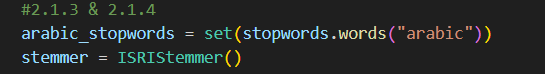 #2.1.3 & 2.1.4
arabic_stopwords = set(stopwords.words("arabic"))
stemmer = ISRIStemmer()